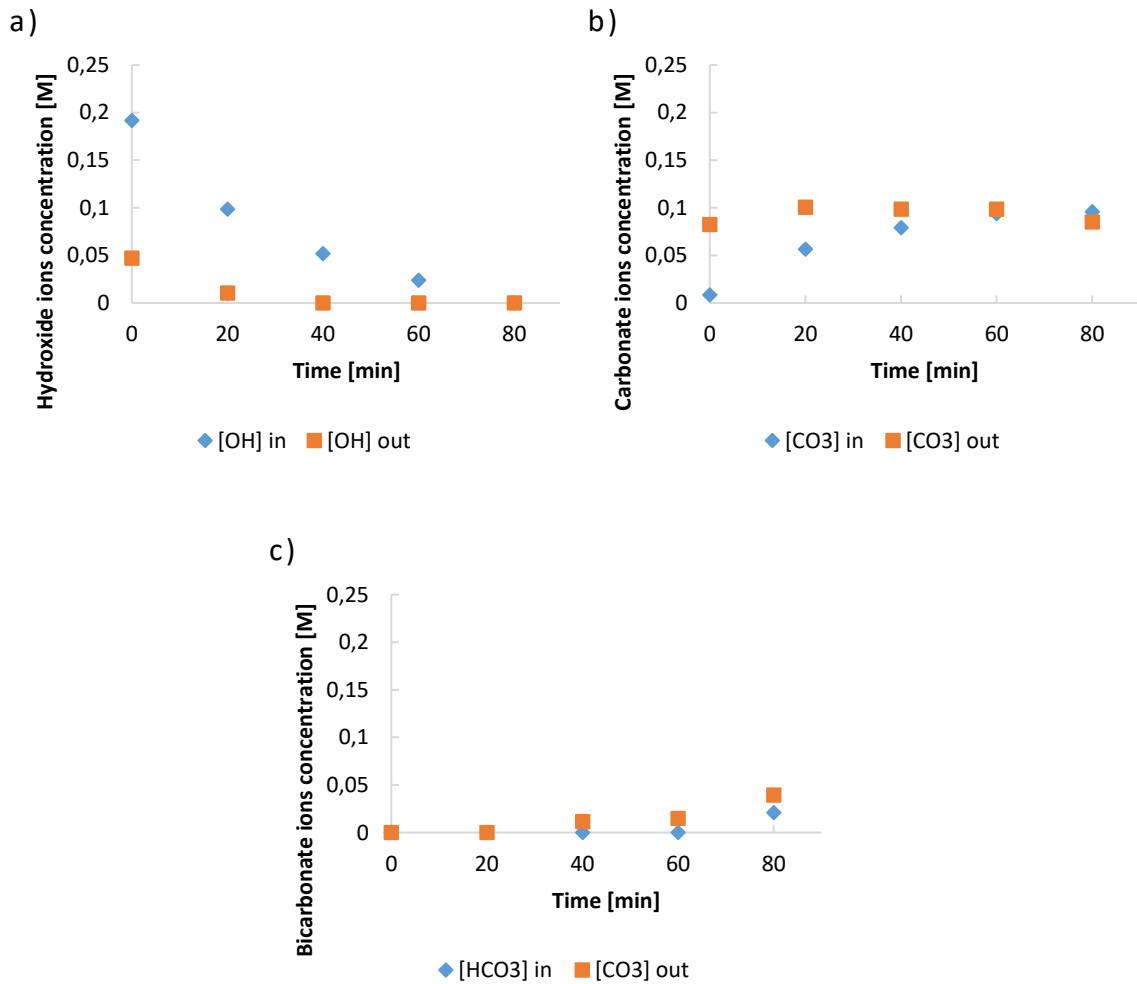 a)
Hydroxide ions concentration [M]
0,25
0,2
0,15
0,1
0,05
0
0 20 40 60 80
Time [min]
[OH] in [OH] out
b)
Carbonate ions concentration [M]
0,25
0,2
0,15
0,1
0,05
0
0 20 40 60 80
Time [min]
[CO3] in [CO3] out
c)
Bicarbonate ions concentration [M]
0,25
0,2
0,15
0,1
0,05
0
0 20 40 60 80
Time [min]
[HCO3] in [CO3] out